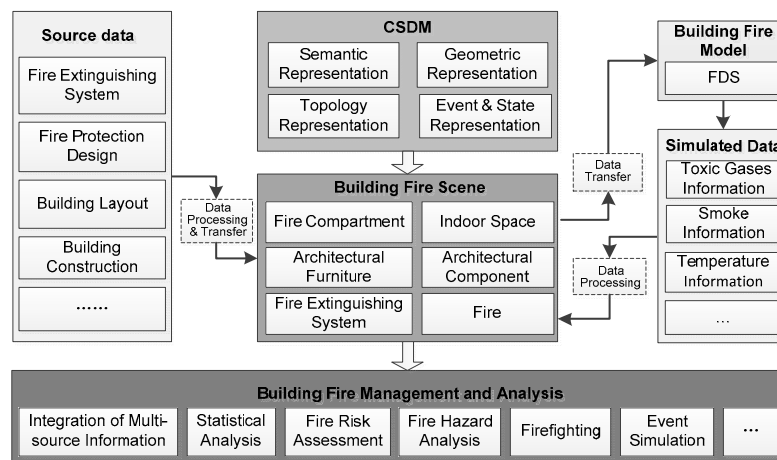 Source data
Fire Extinguishing
System
Fire Protection
Design
Building Layout
Building
Construction
……
Data
Processing
& Transfer
CSDM
Semantic
Representation
Geometric
Representation
Topology
Representation
Event & State
Representation
Building Fire Scene
Fire Compartment
Indoor Space
Architectural
Furniture
Architectural
Component
Fire Extinguishing
System
Fire
Data
Transfer
Data
Processing
Building Fire
Model
FDS
Simulated Data
Toxic Gases
Information
Smoke
Information
Temperature
Information
...
Building Fire Management and Analysis
Integration of Multi-
source Information
Statistical
Analysis
Fire Risk
Assessment
Fire Hazard
Analysis
Firefighting
Event
Simulation
...